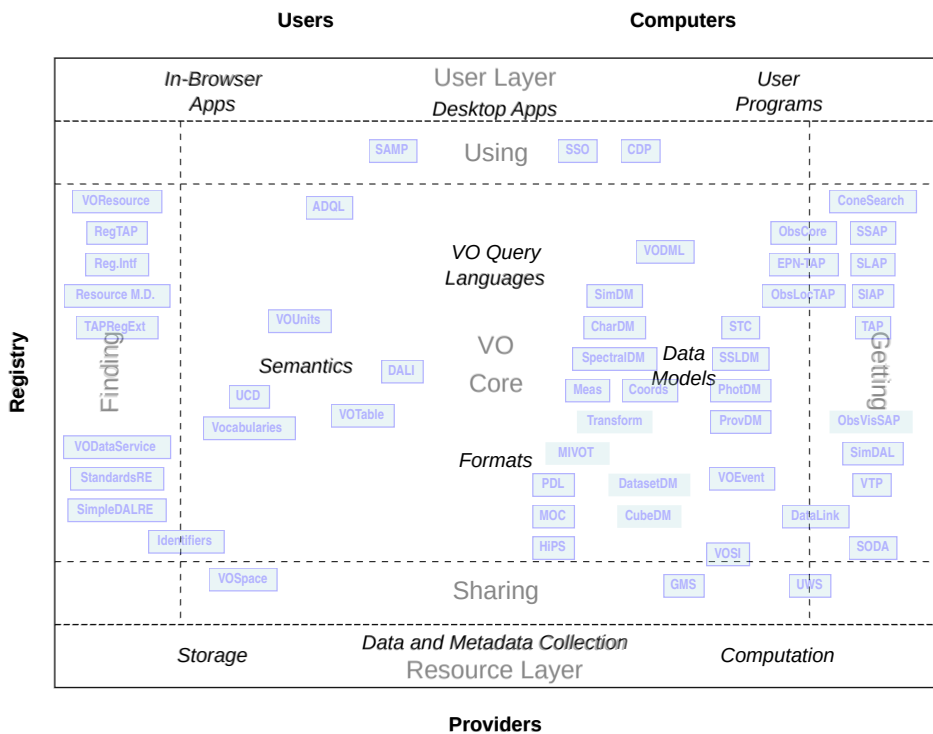 Users
Computers
In-Browser
Apps
User Layer
Desktop Apps
User
Programs
SAMP
Using
SSO
CDP
VOResource
ADQL
ConeSearch
RegTAP
ObsCore
SSAP
VO Query
Languages
VODML
Reg.Intf
EPN-TAP
SLAP
Resource M.D.
SimDM
ObsLocTAP
SIAP
TAPRegExt
VOUnits
CharDM
STC
TAP
Registry
Finding
Semantics
VO
Core
SpectralDM
Data
Models
SSLDM
Getting
DALI
UCD
Meas
Coords
PhotDM
VOTable
Vocabularies
Transform
ProvDM
ObsVisSAP
VODataService
Formats
MIVOT
SimDAL
StandardsRE
PDL
DatasetDM
VOEvent
VTP
SimpleDALRE
MOC
CubeDM
DataLink
Identifiers
HiPS
VOSI
SODA
VOSpace
Sharing
GMS
UWS
Storage
Data and Metadata Collection
Resource Layer
Computation
Providers